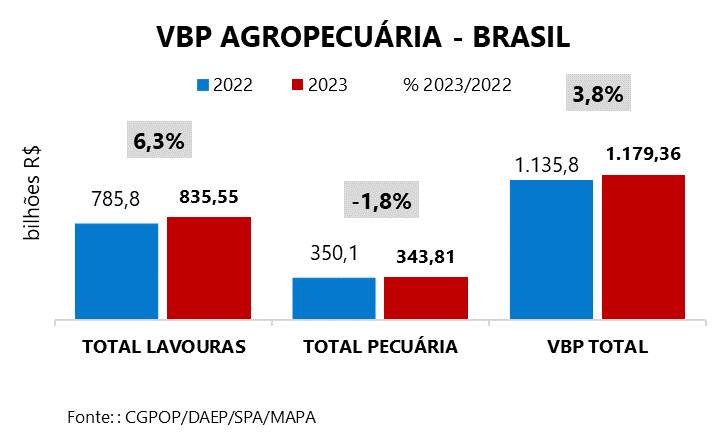 VBP AGROPECUÁRIA - BRASIL
2022 2023 % 2023/2022
3,8%
6,3%
1.135,8 1.179,36
785,8 835,55
-1,8%
350,1 343,81
bilhões R$
TOTAL LAVOURAS TOTAL PECUÁRIA VBP TOTAL
Fonte: : CGPOP/DAEP/SPA/MAPA